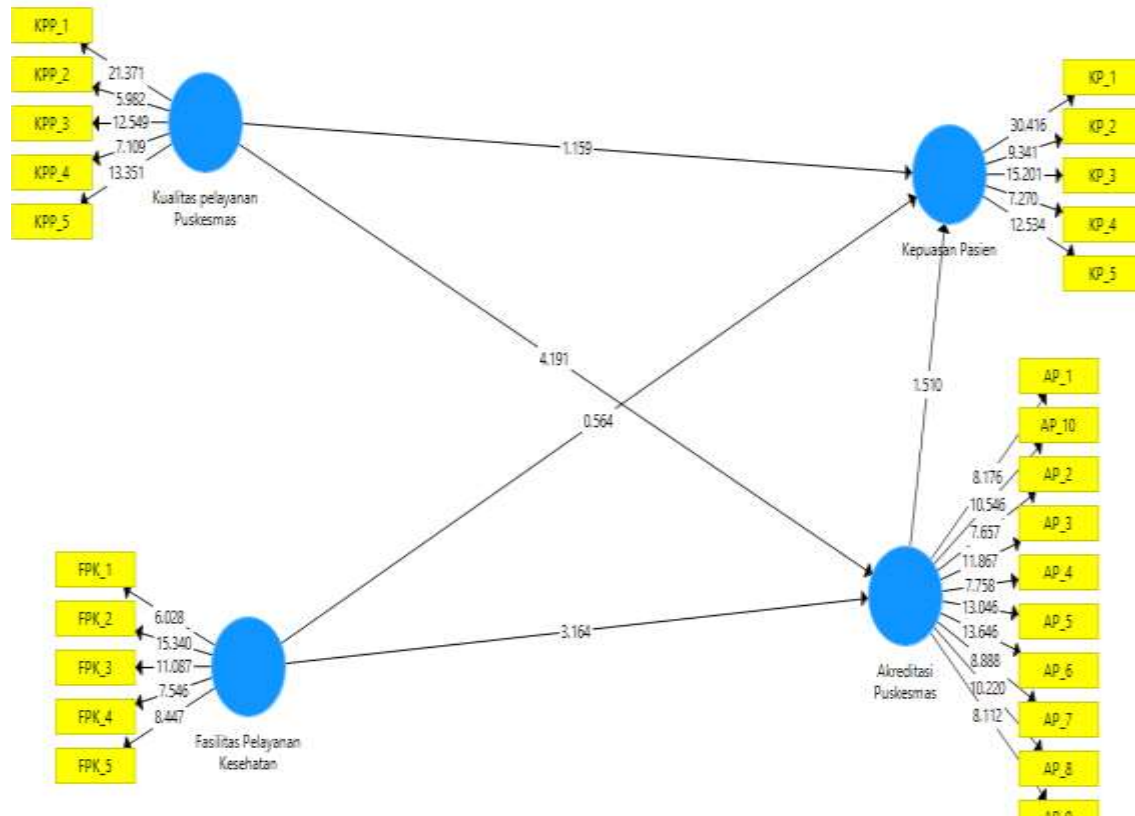 KPP_1
KPP_2
KPP_3
KPP_4
KPP_5
21.371
5.982
12.549
7.109
13.351
Kualitas pelayanan
Puskesmas
1.159
4.191
0.564
3.164
1.510
KP_1
KP_2
KP_3
KP_4
KP_5
30.416
9.341
15.201
7.270
12.534
Kepuasan Pasien
FPK_1
FPK_2
FPK_3
FPK_4
FPK_5
6.028
15.340
11.087
7.546
8.447
Fasilitas Pelayanan
Kesehatan
AP_1
AP_10
AP_2
AP_3
AP_4
AP_5
AP_6
AP_7
AP_8
8.176
10.546
7.657
11.867
7.758
13.046
13.646
8.888
10.220
8.112
Akreditasi
Puskesmas